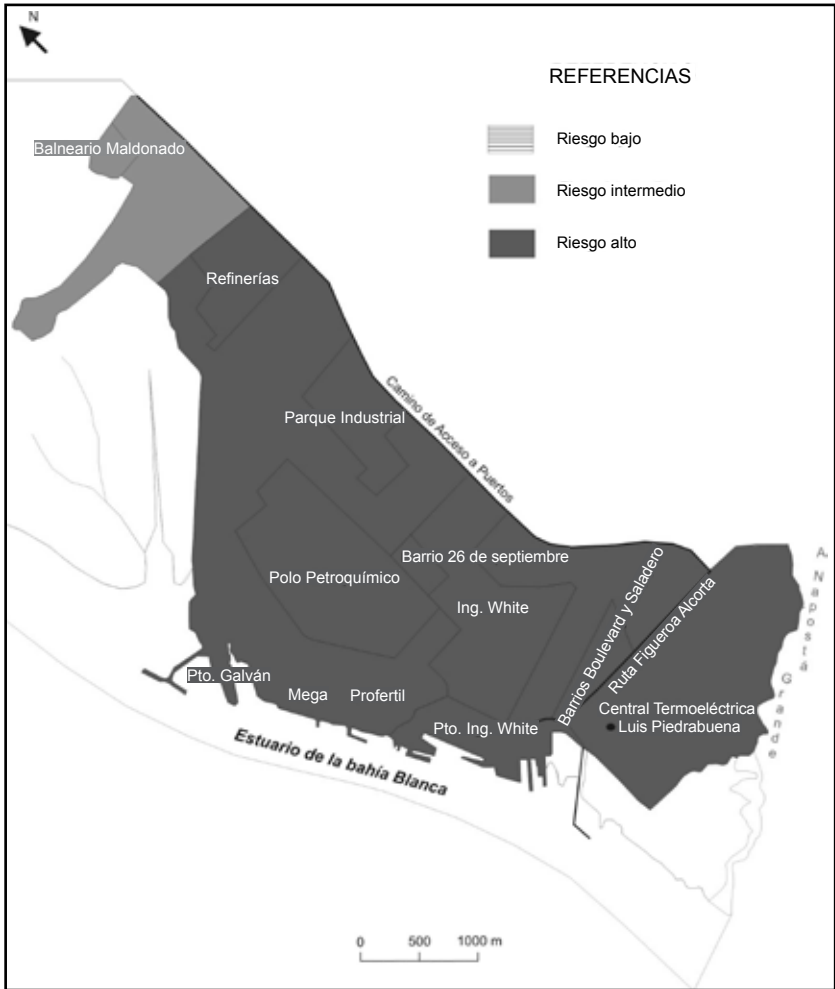 N
REFERENCIAS
Riesgo bajo
Riesgo intermedio
Riesgo alto
Balneario Maldonado
Refinerías
Parque Industrial
Camino de Acceso a Puertos
Barrio 26 de septiembre
Polo Petroquímico
Ing. White
Barrios Boulevard y Saladero
Ruta Figueroa Alcorta
A. Napostá Grande
Pto. Galván
Mega
Profertil
Pto. Ing. White
Central Termoeléctrica
Luis Piedrabuena
Estuario de la bahía Blanca
0 500 1000 m